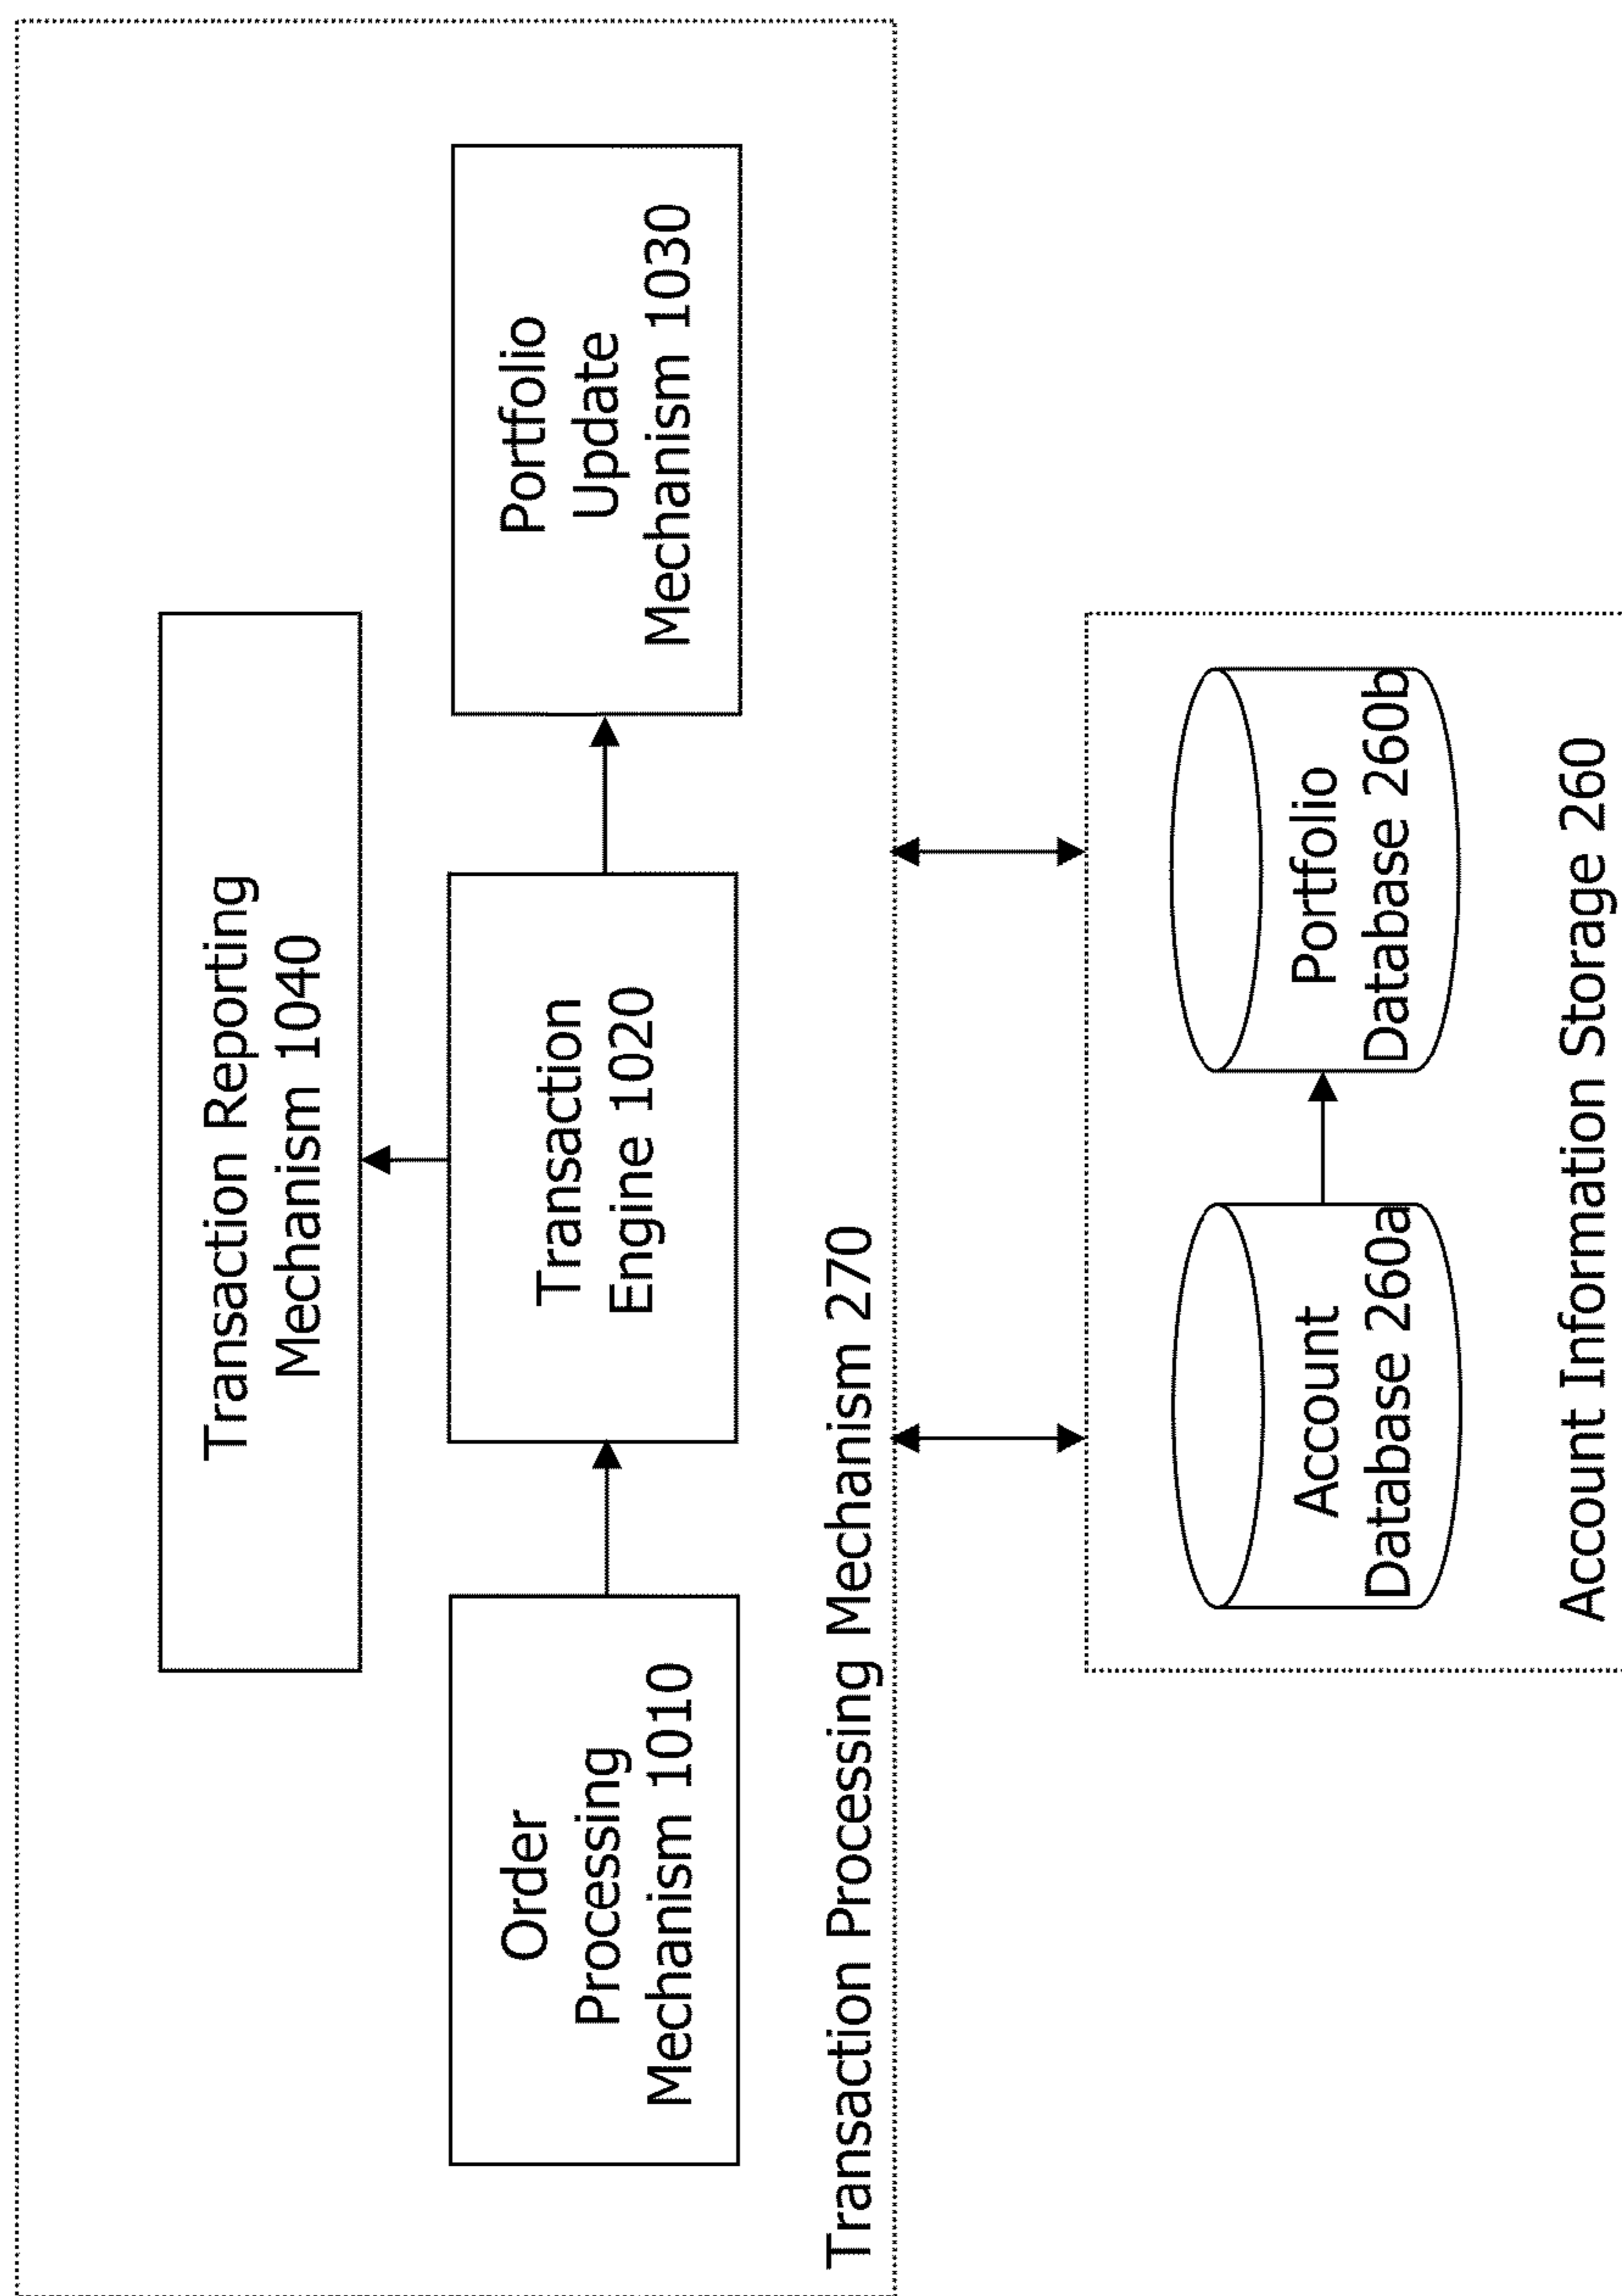 Transaction Reporting
Mechanism 1040
Order
Processing
Mechanism 1010
Transaction
Engine 1020
Portfolio
Update
Mechanism 1030
Transaction Processing Mechanism 270
Account
Database 260a
Portfolio
Database 260b
Account Information Storage 260